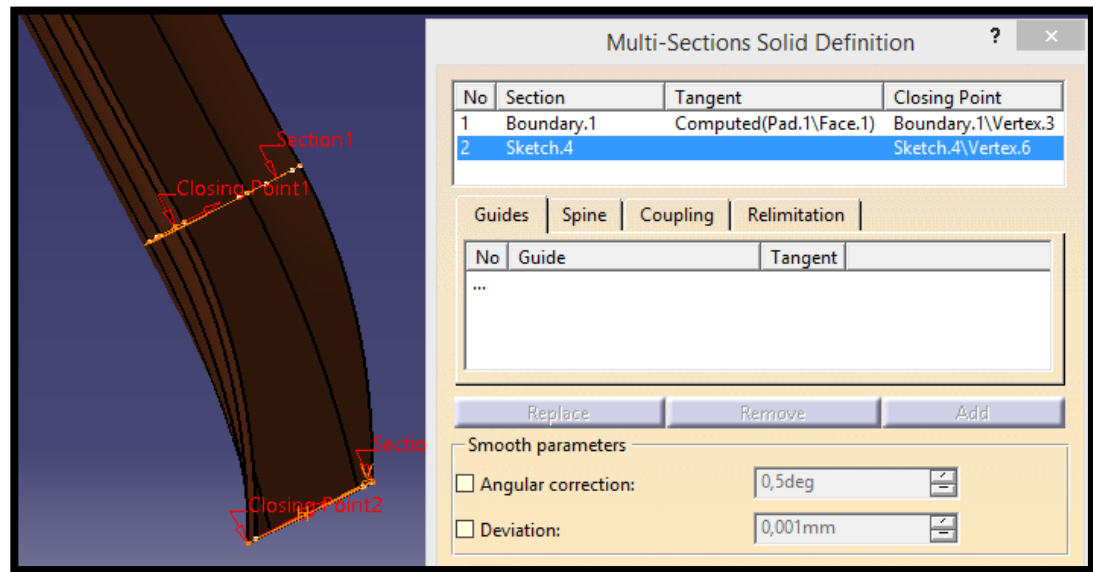 Section1
Closing Point1
Sectio
Closing Point2
Multi-Sections Solid Definition ? ×
No Section Tangent Closing Point
1 Boundary.1 Computed(Pad.1\Face.1) Boundary.1\Vertex.3
2 Sketch.4 Sketch.4\Vertex.6
Guides Spine Coupling Relimitation
No Guide Tangent
...
Replace Remove Add
Smooth parameters
Angular correction: 0,5deg
Deviation: 0,001mm